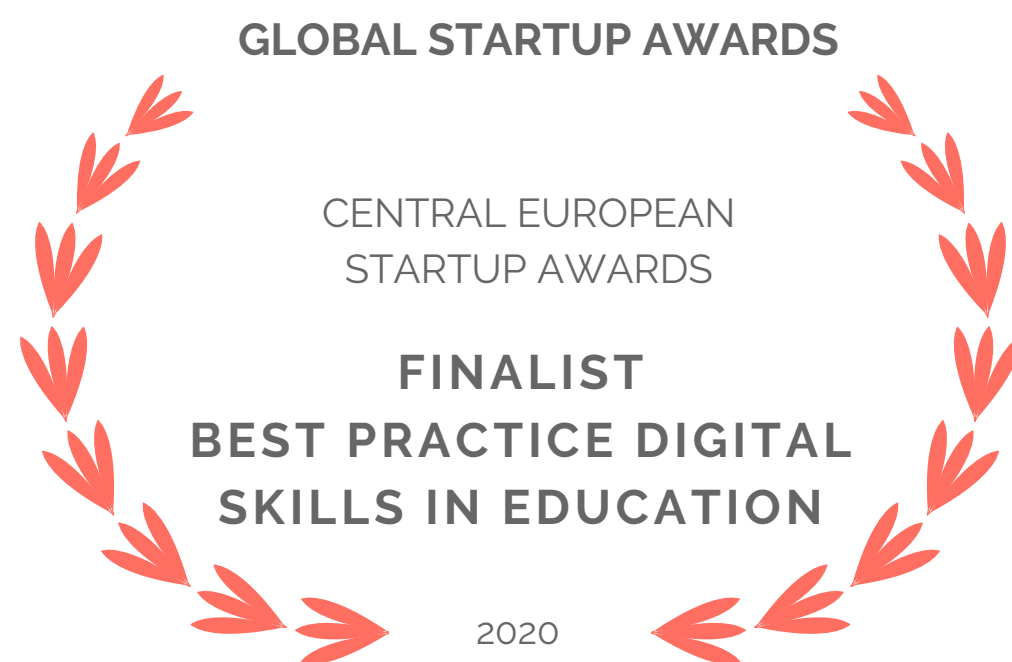 GLOBAL STARTUP AWARDS
CENTRAL EUROPEAN
STARTUP AWARDS
FINALIST
BEST PRACTICE DIGITAL
SKILLS IN EDUCATION
2020